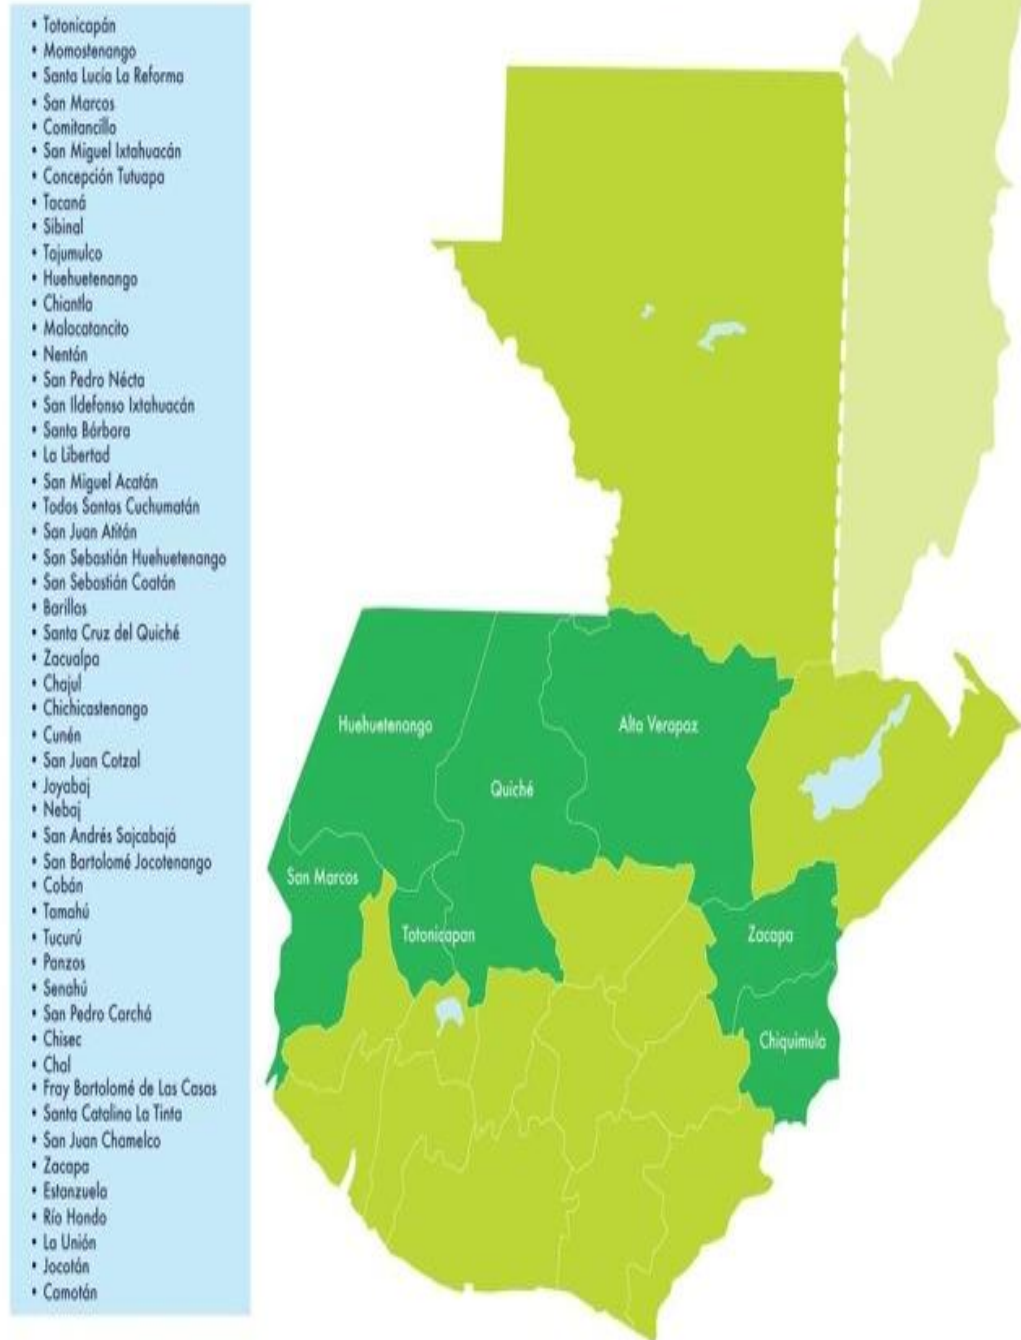 • Totonicapán
• Momostenango
• Santa Lucía La Reforma
• San Marcos
• Comitancillo
• San Miguel Ixtahuacán
• Concepción Tutuapa
• Tacaná
• Sibinal
• Tajumulco
• Huehuetenango
• Chiantla
• Malacatancito
• Nentón
• San Pedro Nécta
• San Ildefonso Ixtahuacán
• Santa Bárbara
• La Libertad
• San Miguel Acatán
• Todos Santos Cuchumatán
• San Juan Atitán
• San Sebastián Huehuetenango
• San Sebastián Coatán
• Barillas
• Santa Cruz del Quiché
• Zacualpa
• Chajul
• Chichicastenango
• Cunén
• San Juan Cotzal
• Joyabaj
• Nebaj
• San Andrés Sajcabajá
• San Bartolomé Jocotenango
• Cobán
• Tamahú
• Tucurú
• Panzos
• Senahú
• San Pedro Carchá
• Chisec
• Chal
• Fray Bartolomé de Las Casas
• Santa Catalina La Tinta
• San Juan Chamelco
• Zacapa
• Estanzuela
• Río Hondo
• La Unión
• Jocotán
• Camotán
Huehuetenango
Alta Verapaz
Quiché
San Marcos
Totonicapan
Zacapa
Chiquimula